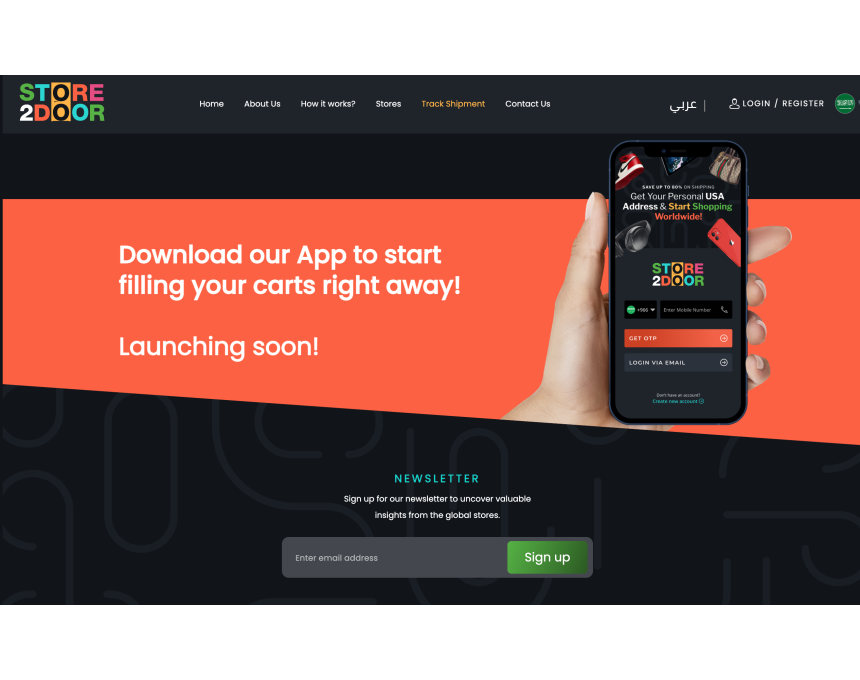 STORE
2DOOR
Home About Us How it works? Stores Track Shipment Contact Us
عربي |
LOGIN / REGISTER
SAVE UP TO 80% ON SHIPPING
Get Your Personal USA
Address & Start Shopping
Worldwide!
STORE
2DOOR
+966 Enter Mobile Number
GET OTP
LOGIN VIA EMAIL
Don't have an account?
Create new account
Download our App to start
filling your carts right away!
Launching soon!
NEWSLETTER
Sign up for our newsletter to uncover valuable
insights from the global stores.
Enter email address
Sign up